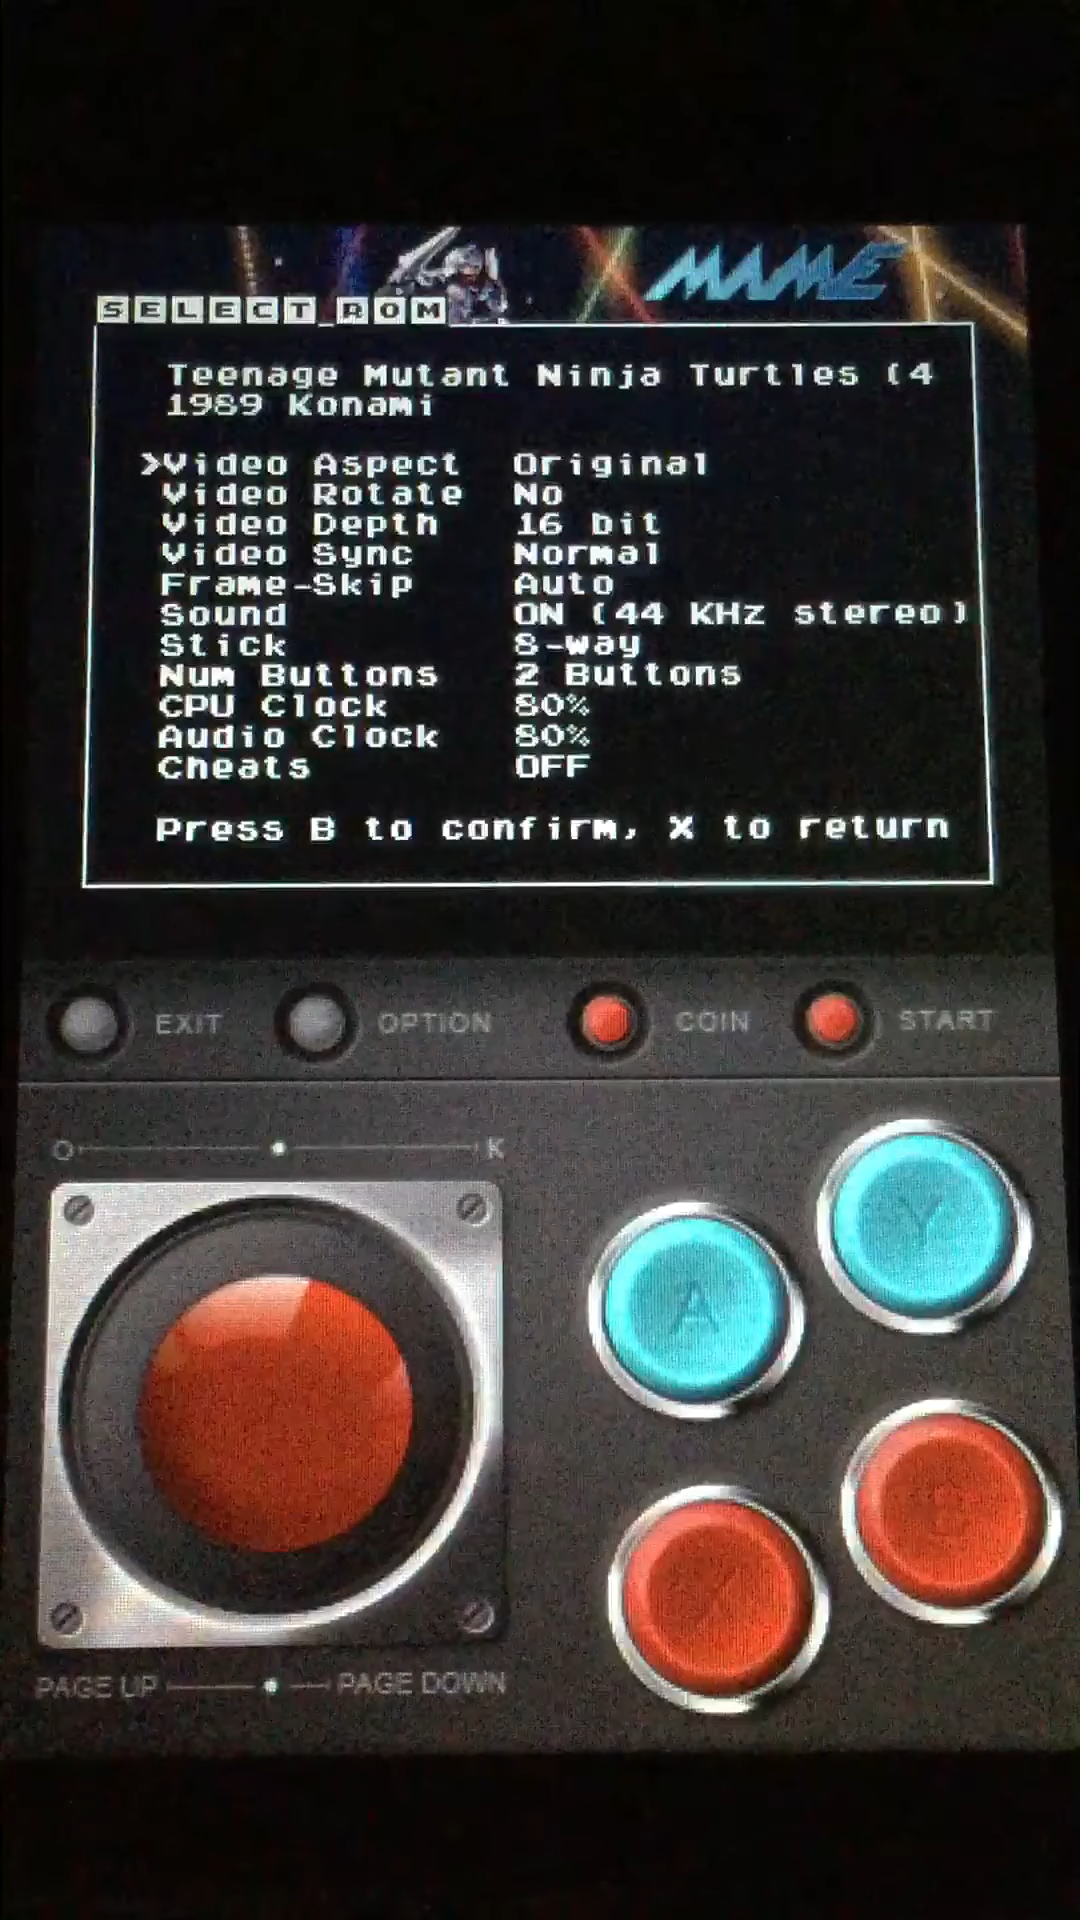 MAME
SELECT ROM
Teenage Mutant Ninja Turtles (4
1989 Konami
>Video Aspect Original
Video Rotate No
Video Depth 16 bit
Video Sync Normal
Frame-Skip Auto
Sound ON (44 KHz stereo)
Stick 8-way
Num Buttons 2 Buttons
CPU Clock 80%
Audio Clock 80%
Cheats OFF
Press B to confirm, X to return
EXIT OPTION COIN START
O K
Y
A
PAGE UP PAGE DOWN